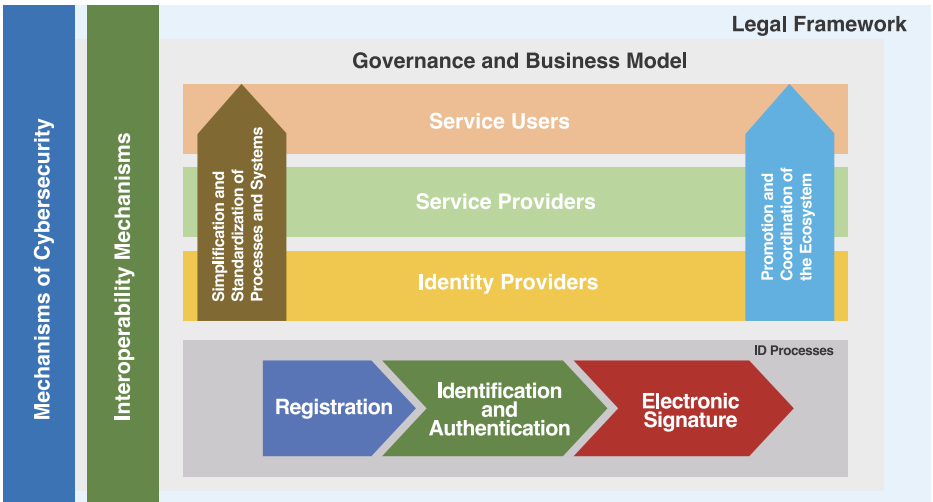 Legal Framework
Mechanisms of Cybersecurity
Interoperability Mechanisms
Governance and Business Model
Service Users
Service Providers
Identity Providers
Simplification and
Standardization of
Processes and Systems
Promotion and
Coordination of
the Ecosystem
ID Processes
Registration
Identification
and
Authentication
Electronic
Signature